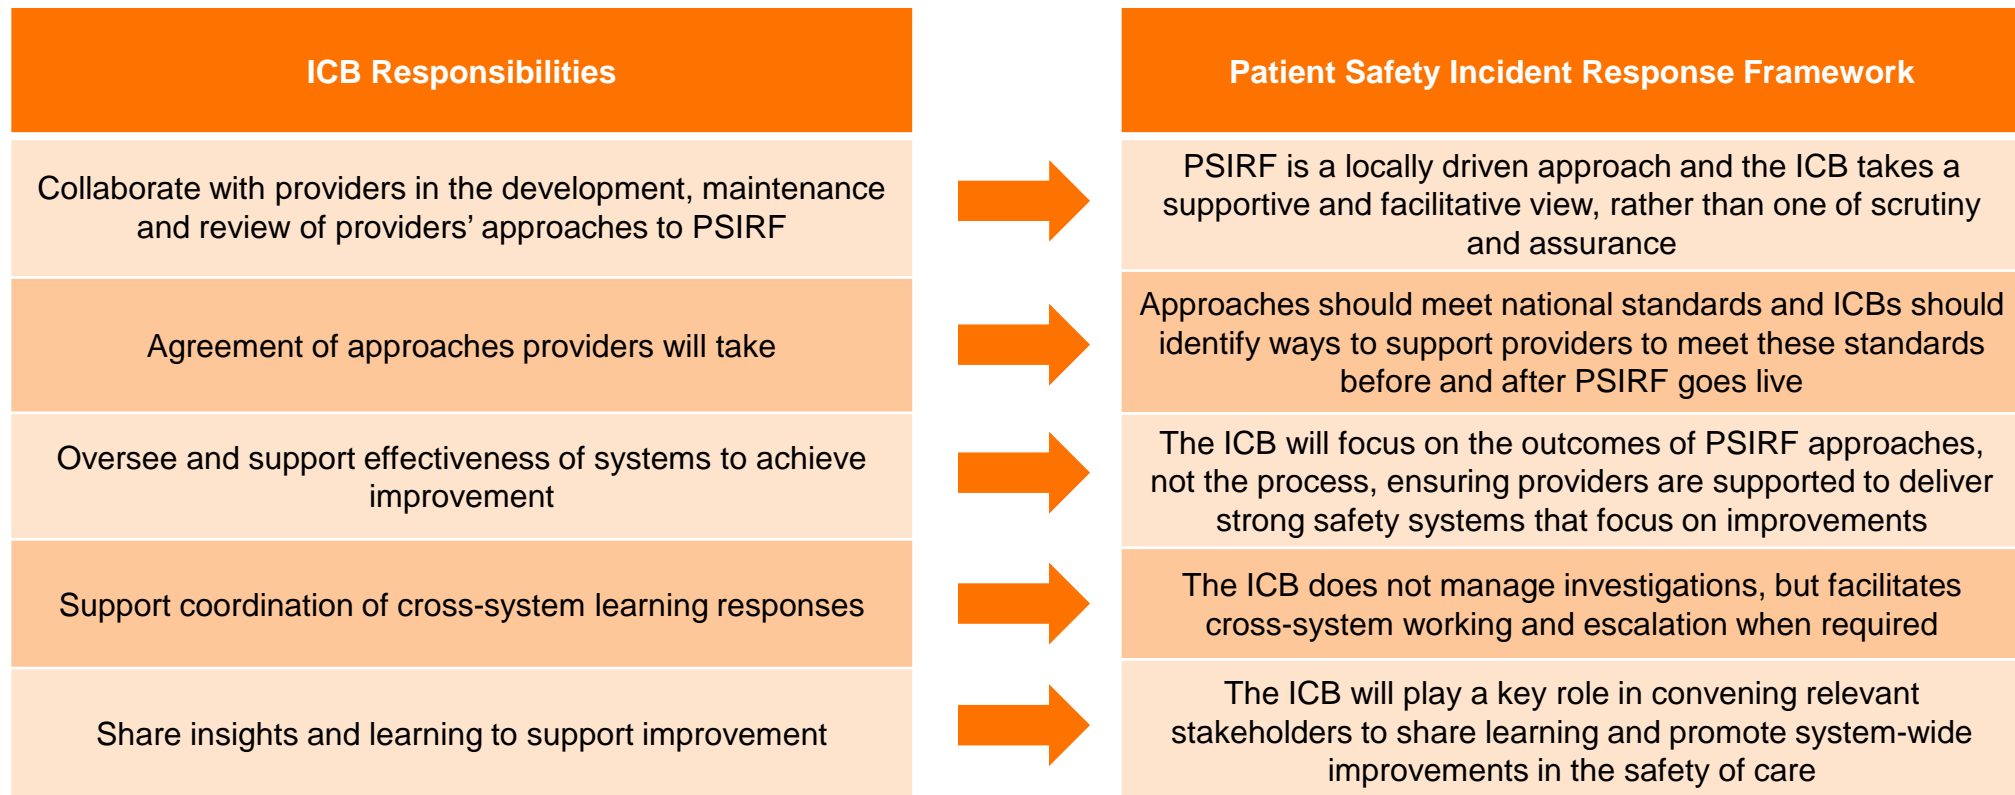 ICB Responsibilities
Patient Safety Incident Response Framework
Collaborate with providers in the development, maintenance
and review of providers’ approaches to PSIRF
PSIRF is a locally driven approach and the ICB takes a
supportive and facilitative view, rather than one of scrutiny
and assurance
Agreement of approaches providers will take
Approaches should meet national standards and ICBs should
identify ways to support providers to meet these standards
before and after PSIRF goes live
Oversee and support effectiveness of systems to achieve
improvement
The ICB will focus on the outcomes of PSIRF approaches,
not the process, ensuring providers are supported to deliver
strong safety systems that focus on improvements
Support coordination of cross-system learning responses
The ICB does not manage investigations, but facilitates
cross-system working and escalation when required
Share insights and learning to support improvement
The ICB will play a key role in convening relevant
stakeholders to share learning and promote system-wide
improvements in the safety of care